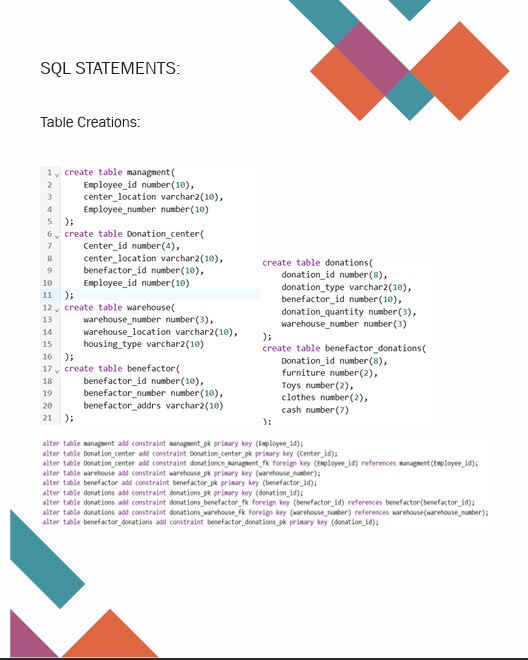 SQL STATEMENTS:
Table Creations:
1 create table managment(
2 Employee_id number(10),
3 center_location varchar2(10),
4 Employee_number number(10)
5 );
6 create table Donation_center(
7 Center_id number(4),
8 center_location varchar2(10),
9 benefactor_id number(10),
10 Employee_id number(10)
11 );
12 create table warehouse(
13 warehouse_number number(3),
14 warehouse_location varchar2(10),
15 housing_type varchar2(10)
16 );
17 create table benefactor(
18 benefactor_id number(10),
19 benefactor_number number(10),
20 benefactor_addrs varchar2(10)
21 );
create table donations(
donation_id number(8),
donation_type varchar2(10),
benefactor_id number(10),
donation_quantity number(3),
warehouse_number number(3)
);
create table benefactor_donations(
Donation_id number(8),
furniture number(2),
Toys number(2),
clothes number(2),
cash number(7)
);
alter table managment add constraint managment_pk primary key (Employee_id);
alter table Donation_center add constraint Donation_center_pk primary key (Center_id);
alter table Donation_center add constraint donationcn_managment_fk foreign key (Employee_id) references managment(Employee_id);
alter table warehouse add constraint warehouse_pk primary key (warehouse_number);
alter table benefactor add constraint benefactor_pk primary key (benefactor_id);
alter table donations add constraint donations_pk primary key (donation_id);
alter table donations add constraint donations_benefactor_fk foreign key (benefactor_id) references benefactor(benefactor_id);
alter table donations add constraint donations_warehouse_fk foreign key (warehouse_number) references warehouse(warehouse_number);
alter table benefactor_donations add constraint benefactor_donations_pk primary key (donation_id);